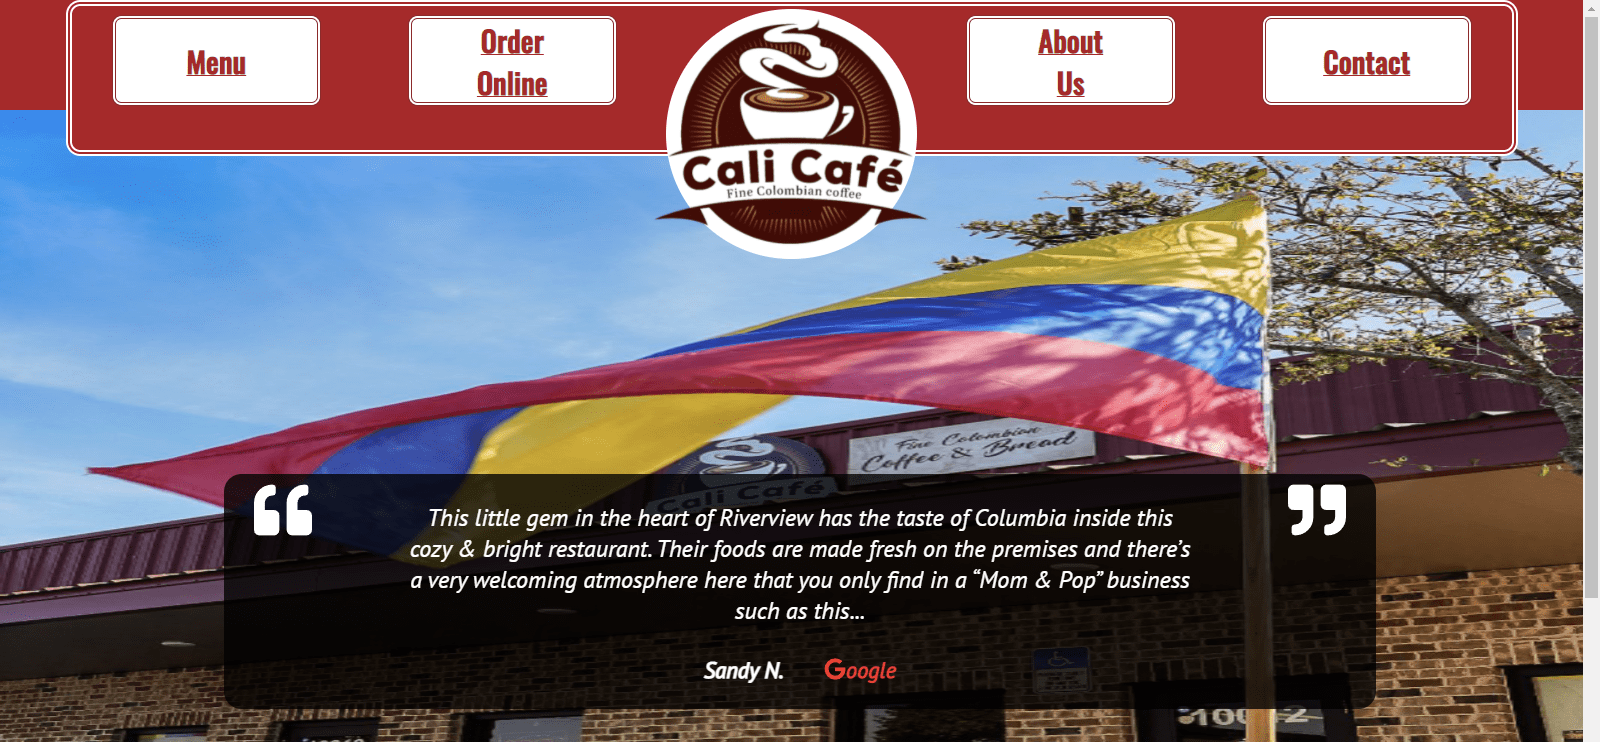 Menu
Order
Online
About
Us
Contact
Cali Café
Fine Colombian coffee
Fine Colombian
Coffee & Bread
Cali Café
This little gem in the heart of Riverview has the taste of Columbia inside this
cozy & bright restaurant. Their foods are made fresh on the premises and there’s
a very welcoming atmosphere here that you only find in a “Mom & Pop” business
such as this...
Sandy N. Google